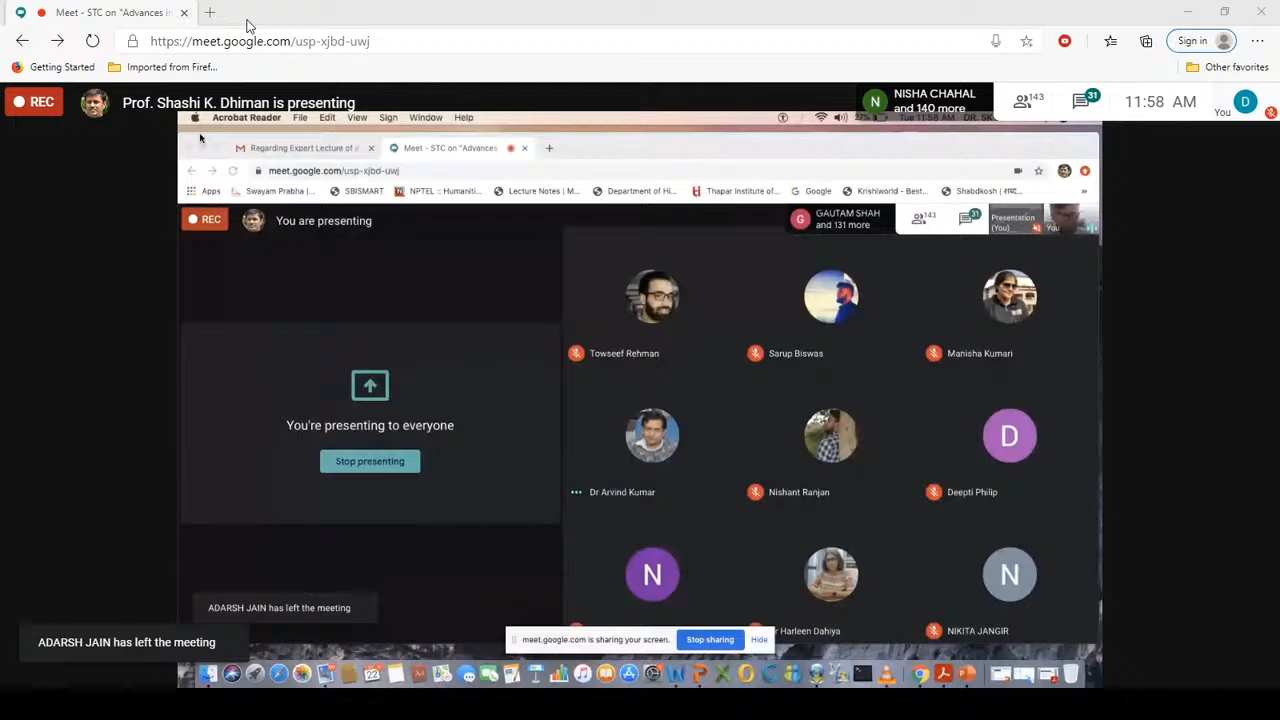 Meet - STC on "Advances in
https://meet.google.com/usp-xjbd-uwj
Sign in
Getting Started
Imported from Firef...
Other favorites
REC
Prof. Shashi K. Dhiman is presenting
N
NISHA CHAHAL
and 140 more
143
31
11:58 AM
You
D
Acrobat Reader File Edit View Sign Window Help
Tue 11:58 AM
Regarding Expert Lecture of
Meet - STC on "Advances
meet.google.com/usp-xjbd-uwj
Apps
Swayam Prabha |...
SBISMART
NPTEL :: Humaniti...
Lecture Notes | M...
Department of Hi...
Thapar Institute of...
Google
Krishiworld - Best...
REC
You are presenting
G
GAUTAM SHAH
and 131 more
143
31
Presentation
(You)
You
Towseef Rehman
Sarup Biswas
Manisha Kumari
You're presenting to everyone
Stop presenting
D
Dr Arvind Kumar
Nishant Ranjan
Deepti Philip
N
N
ADARSH JAIN has left the meeting
r Harleen Dahiya
NIKITA JANGIR
meet.google.com is sharing your screen.
Stop sharing
Hide
ADARSH JAIN has left the meeting
22